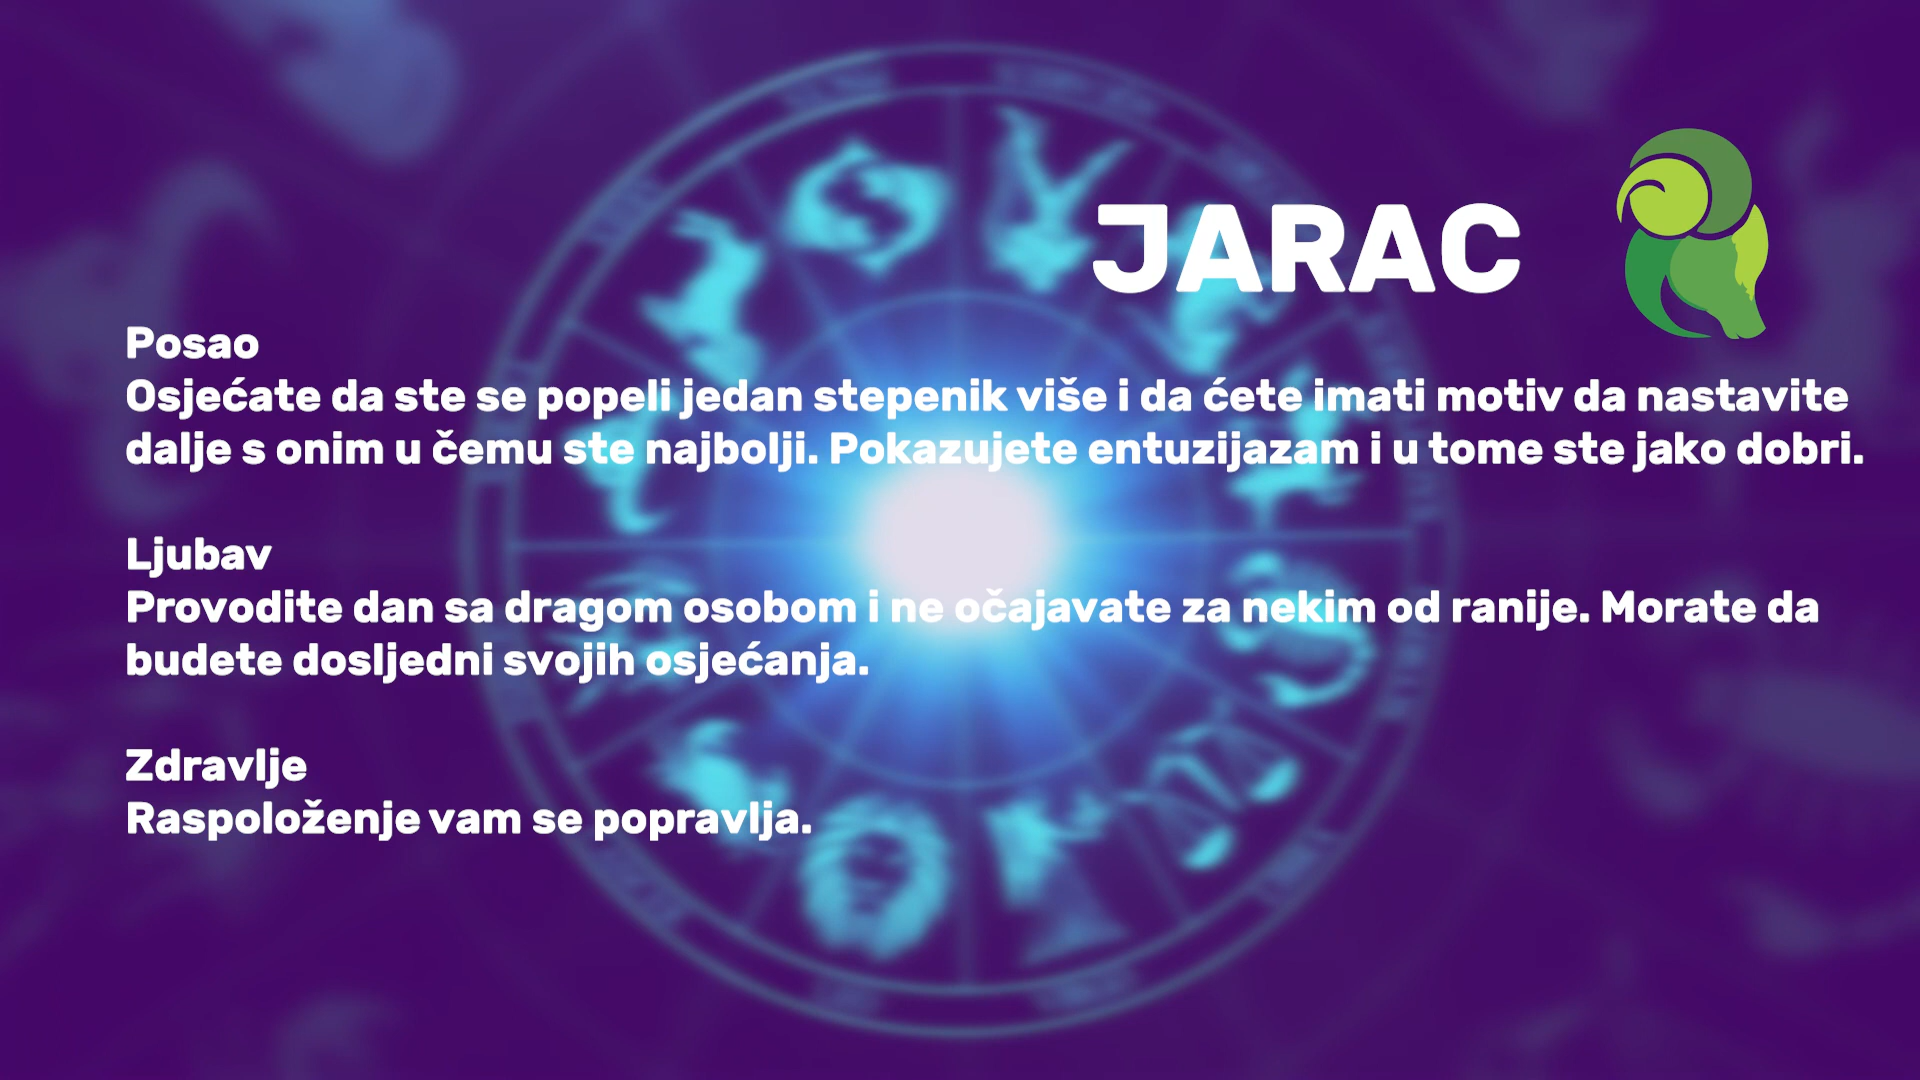 JARAC
Posao
Osjećate da ste se popeli jedan stepenik više i da ćete imati motiv da nastavite
dalje s onim u čemu ste najbolji. Pokazujete entuzijazam i u tome ste jako dobri.
Ljubav
Provodite dan sa dragom osobom i ne očajavate za nekim od ranije. Morate da
budete dosljedni svojih osjećanja.
Zdravlje
Raspoloženje vam se popravlja.